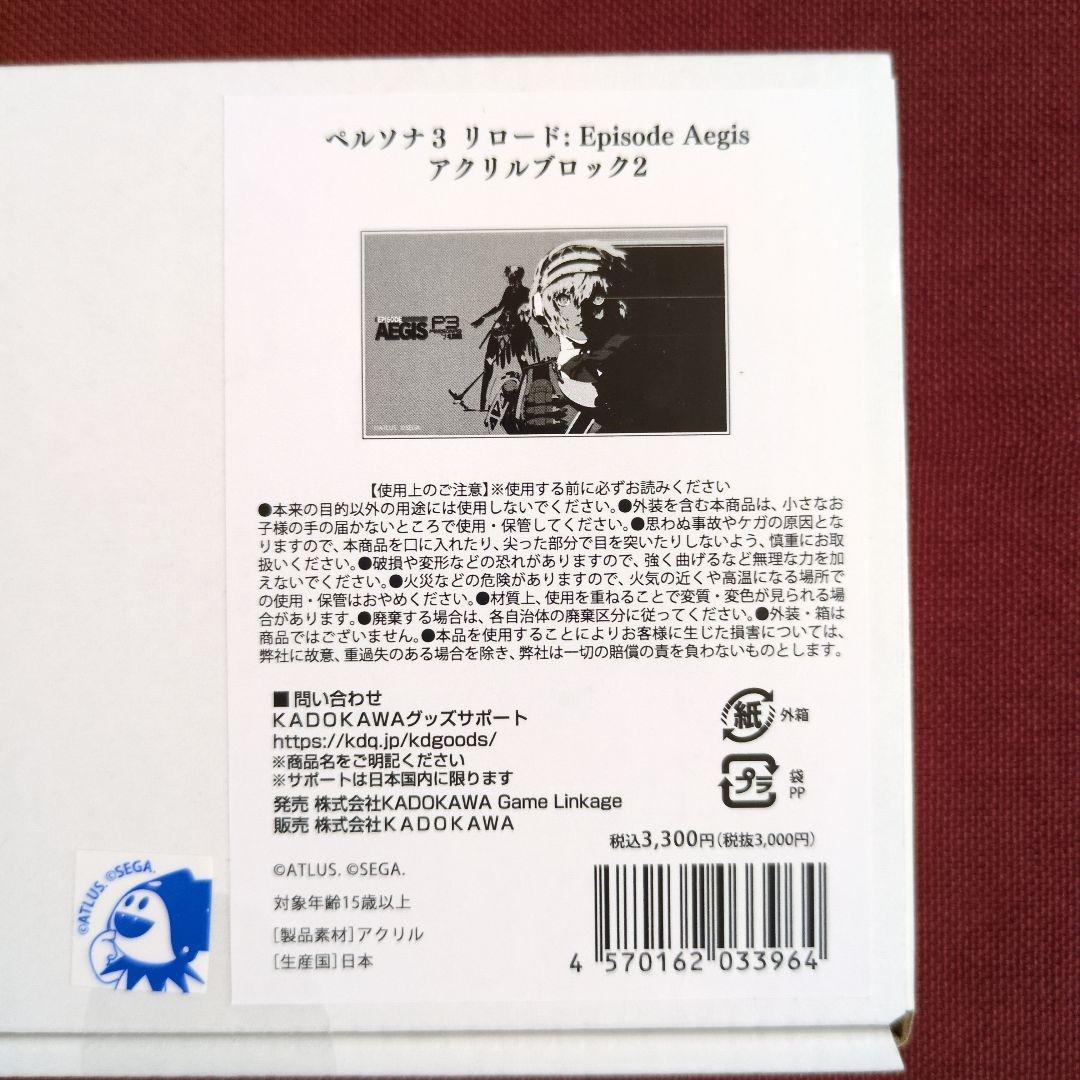 ペルソナ3 リロード: Episode Aegis
アクリルブロック2
EPISODE
AEGIS P3
©ATLUS. ©SEGA.
【使用上のご注意】※使用する前に必ずお読みください
●本来の目的以外の用途には使用しないでください。●外装を含む本商品は、小さなお
子様の手の届かないところで使用・保管してください。●思わぬ事故やケガの原因とな
りますので、本商品を口に入れたり、尖った部分で目を突いたりしないよう、慎重にお取
扱いください。●破損や変形などの恐れがありますので、強く曲げるなど無理な力を加
えないでください。●火災などの危険がありますので、火気の近くや高温になる場所で
の使用・保管はおやめください。●材質上、使用を重ねることで変質・変色が見られる場
合があります。●廃棄する場合は、各自治体の廃棄区分に従ってください。●外装・箱は
商品ではございません。●本品を使用することによりお客様に生じた損害については、
弊社に故意、重過失のある場合を除き、弊社は一切の賠償の責を負わないものとします。
■問い合わせ
KADOKAWAグッズサポート
https://kdq.jp/kdgoods/
※商品名をご明記ください
※サポートは日本国内に限ります
発売 株式会社KADOKAWA Game Linkage
販売 株式会社KADOKAWA
紙 外箱
プラ 袋 PP
税込3,300円(税抜3,000円)
©ATLUS. ©SEGA.
対象年齢15歳以上
[製品素材]アクリル
[生産国]日本
4 570162 033964
©ATLUS. ©SEGA.